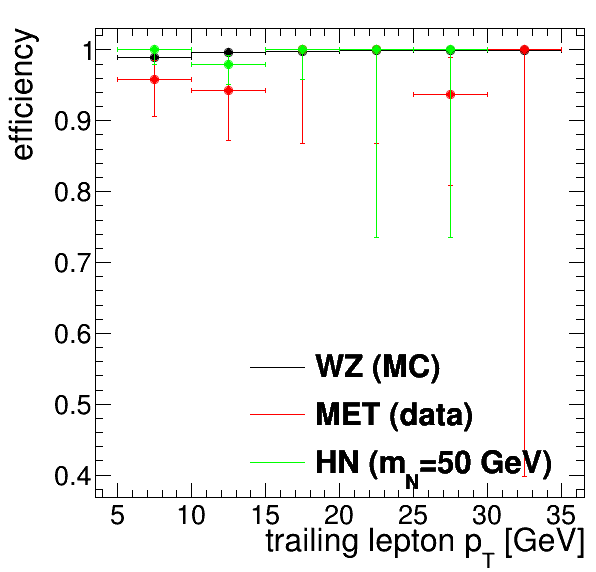 efficiency
1
0.9
0.8
0.7
0.6
0.5
0.4
WZ (MC)
MET (data)
HN (m_N=50 GeV)
5 10 15 20 25 30 35
trailing lepton p_T [GeV]